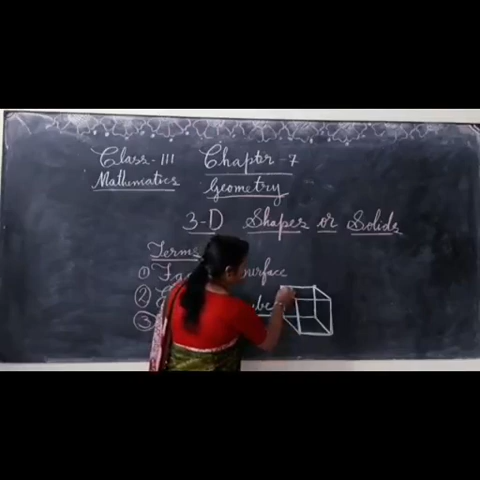 Class-III Chapter-7
Mathematics Geometry
3-D Shapes or Solids
Terms
①
②
③